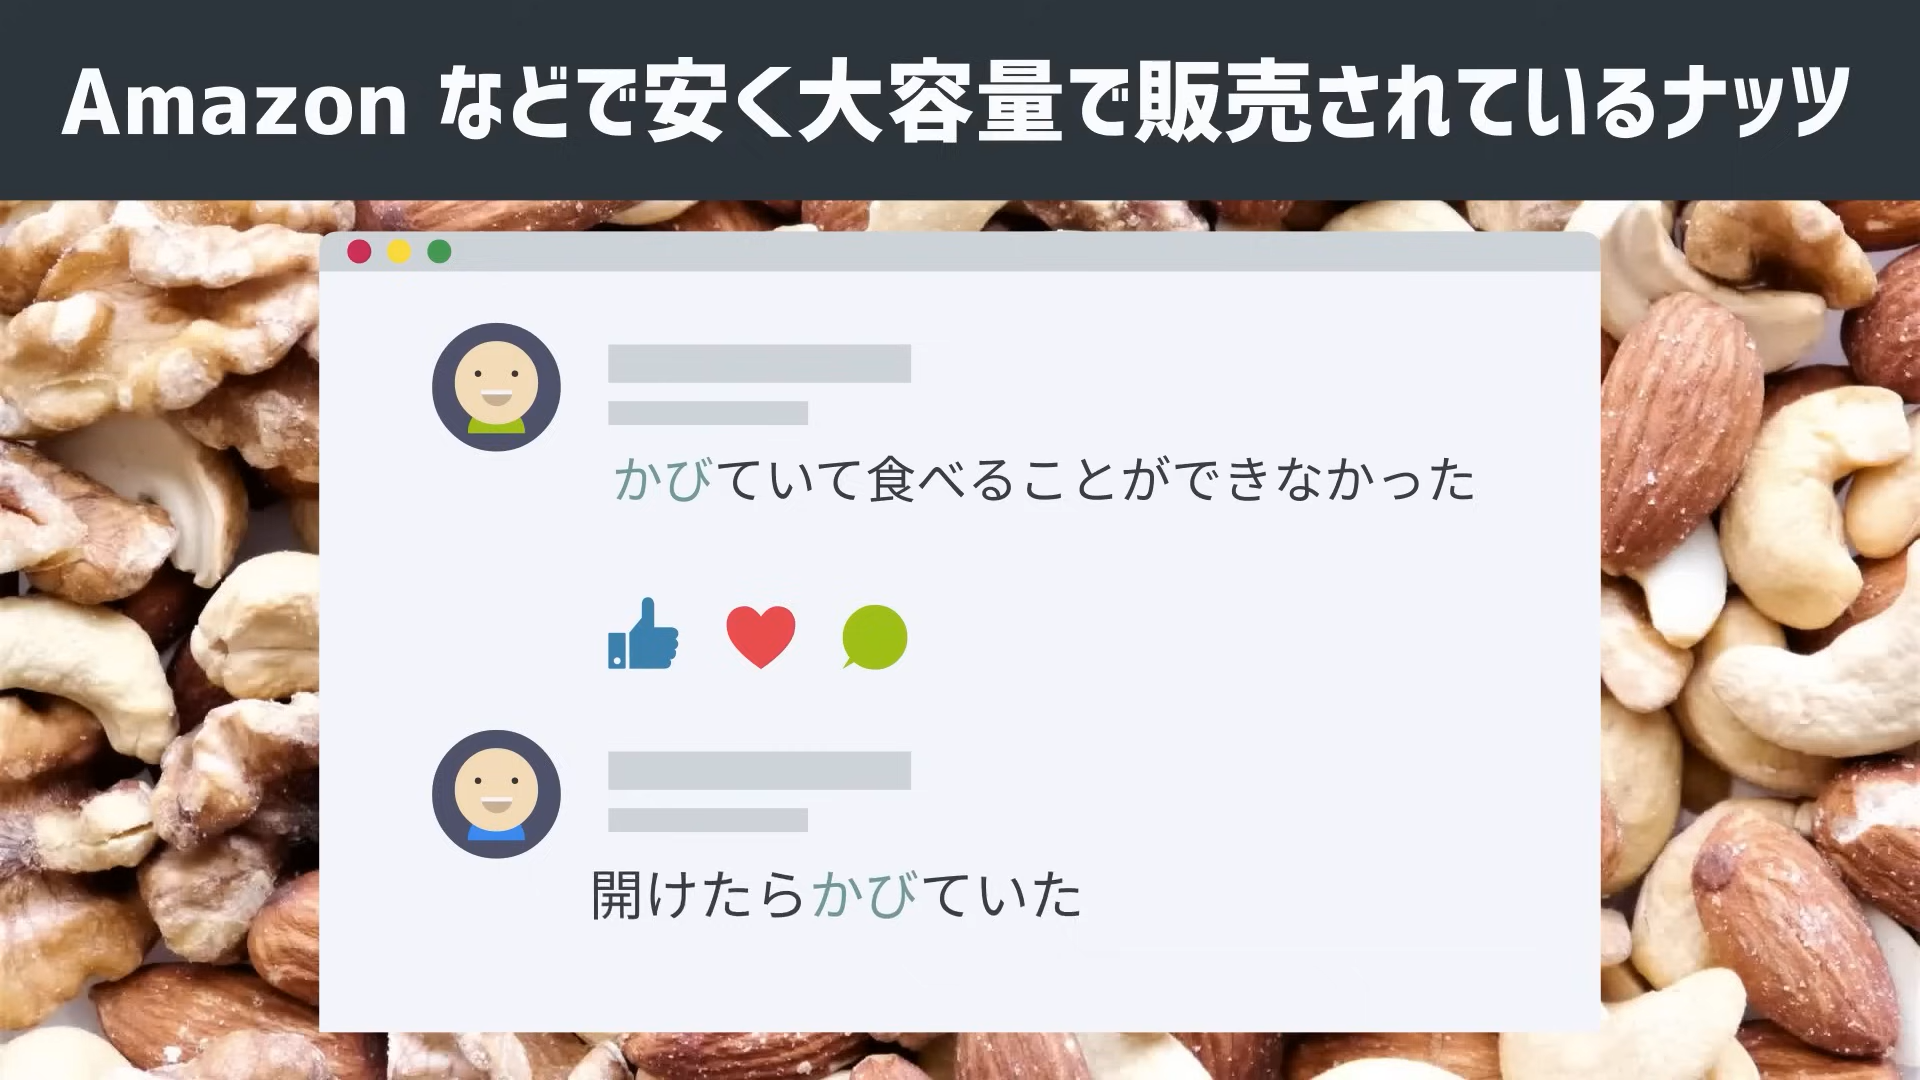 Amazon などで安く大容量で販売されているナッツ
かびていて食べることができなかった
開けたらかびていた